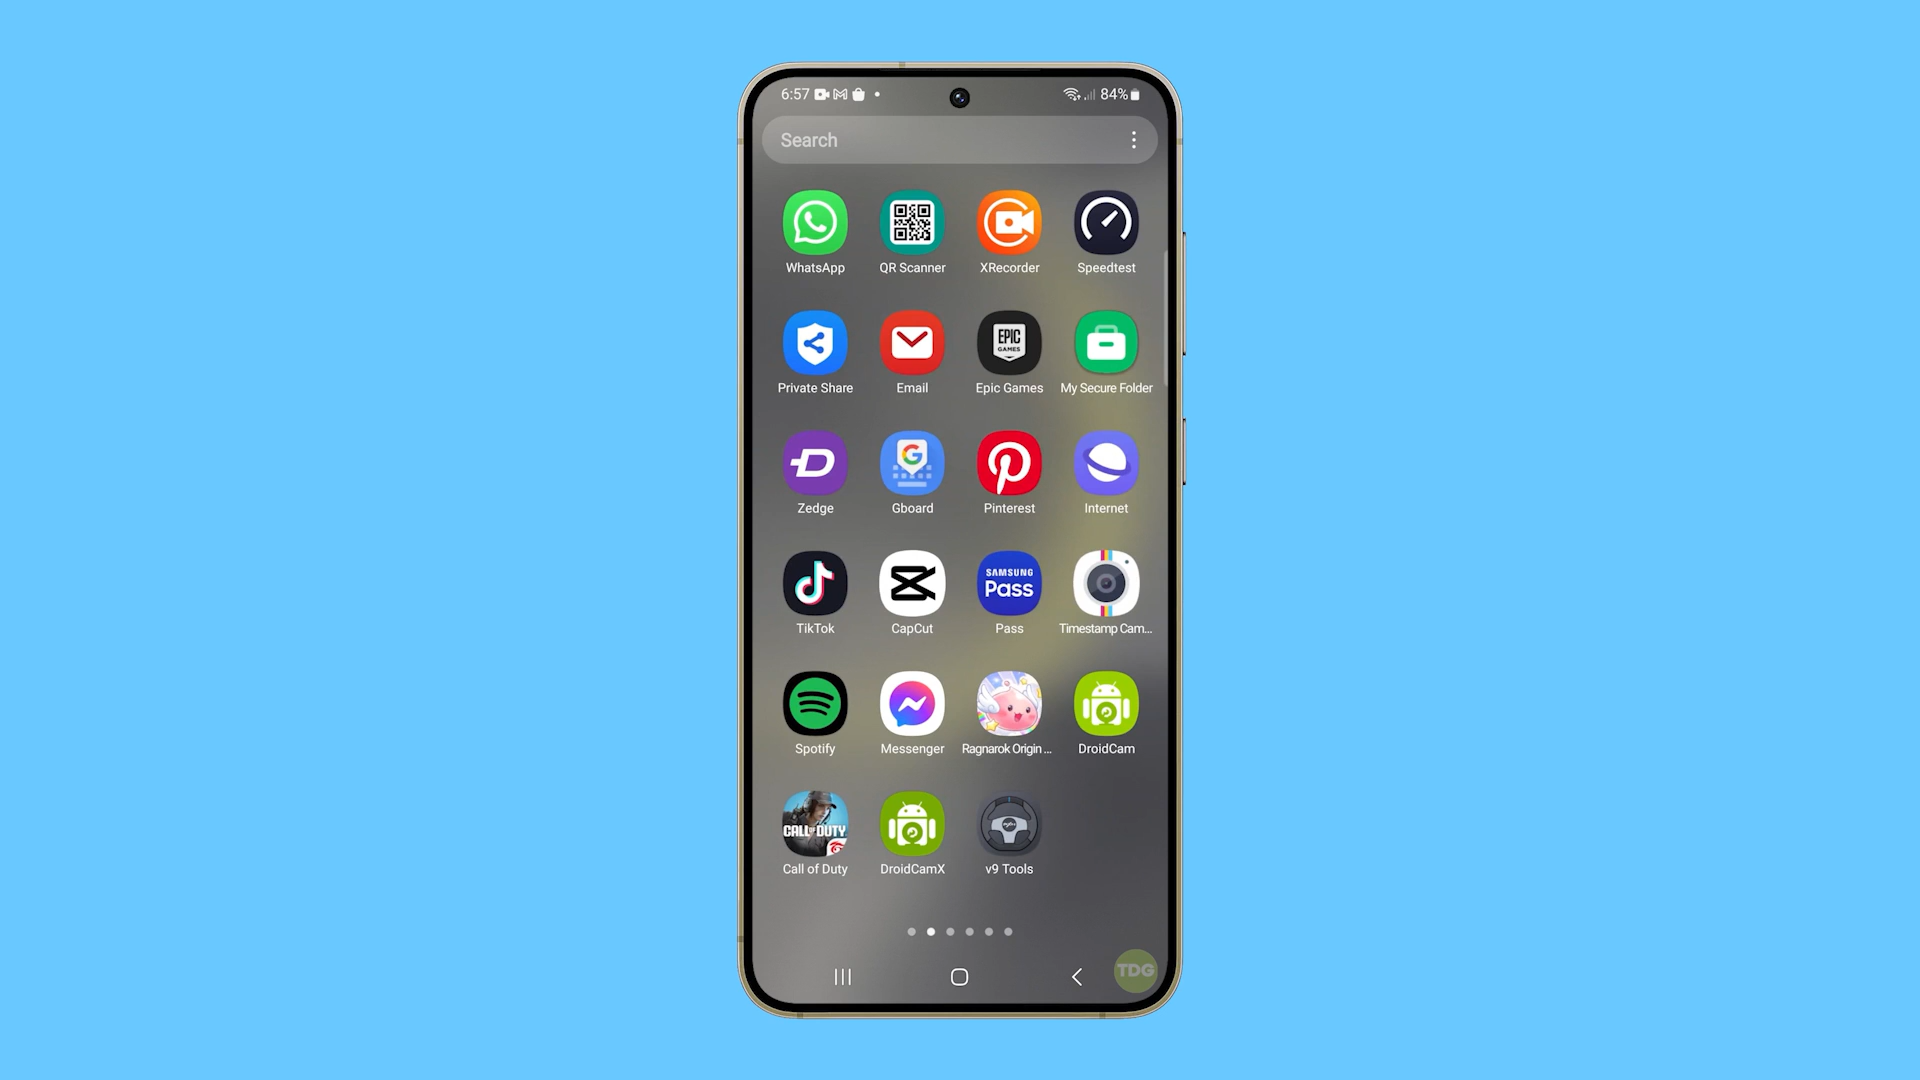 6:57
84%
Search
WhatsApp
QR Scanner
XRecorder
Speedtest
EPIC
GAMES
Private Share
Email
Epic Games
My Secure Folder
Zedge
Gboard
Pinterest
Internet
SAMSUNG
Pass
TikTok
CapCut
Pass
Timestamp Cam...
Spotify
Messenger
Ragnarok Origin ...
DroidCam
CALL OF DUTY
Call of Duty
DroidCamX
v9 Tools
TDG